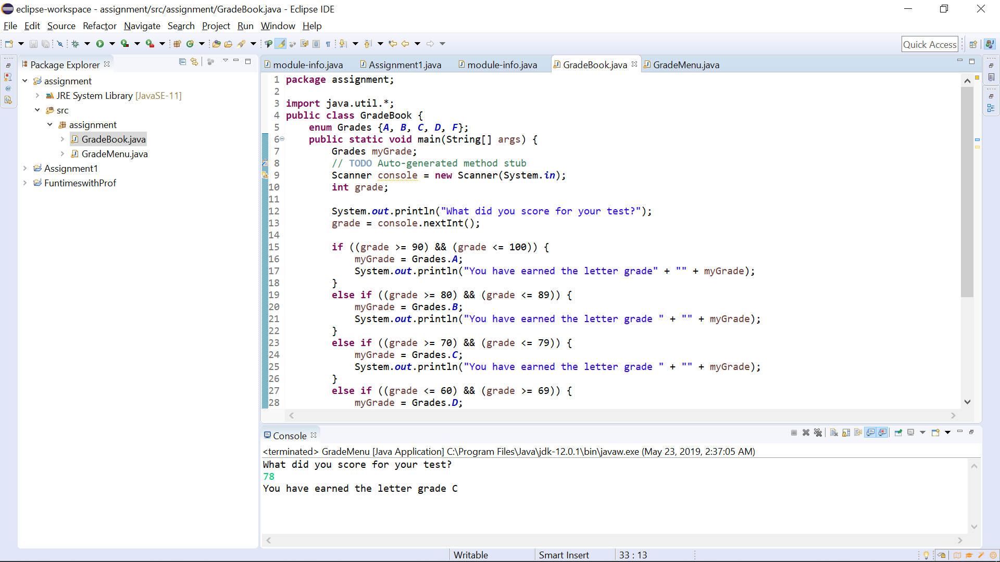 eclipse-workspace - assignment/src/assignment/GradeBook.java - Eclipse IDE
File Edit Source Refactor Navigate Search Project Run Window Help
Quick Access
Package Explorer
assignment
JRE System Library [JavaSE-11]
src
assignment
GradeBook.java
GradeMenu.java
Assignment1
FuntimeswithProf
module-info.java Assignment1.java module-info.java GradeBook.java GradeMenu.java
1 package assignment;
2
3 import java.util.*;
4 public class GradeBook {
5     enum Grades {A, B, C, D, F};
6     public static void main(String[] args) {
7         Grades myGrade;
8         // TODO Auto-generated method stub
9         Scanner console = new Scanner(System.in);
10         int grade;
11
12         System.out.println("What did you score for your test?");
13         grade = console.nextInt();
14
15         if ((grade >= 90) && (grade <= 100)) {
16             myGrade = Grades.A;
17             System.out.println("You have earned the letter grade" + "" + myGrade);
18         }
19         else if ((grade >= 80) && (grade <= 89)) {
20             myGrade = Grades.B;
21             System.out.println("You have earned the letter grade " + "" + myGrade);
22         }
23         else if ((grade >= 70) && (grade <= 79)) {
24             myGrade = Grades.C;
25             System.out.println("You have earned the letter grade " + "" + myGrade);
26         }
27         else if ((grade <= 60) && (grade >= 69)) {
28             myGrade = Grades.D;
Console
<terminated> GradeMenu [Java Application] C:\Program Files\Java\jdk-12.0.1\bin\javaw.exe (May 23, 2019, 2:37:05 AM)
What did you score for your test?
78
You have earned the letter grade C
Writable Smart Insert 33 : 13